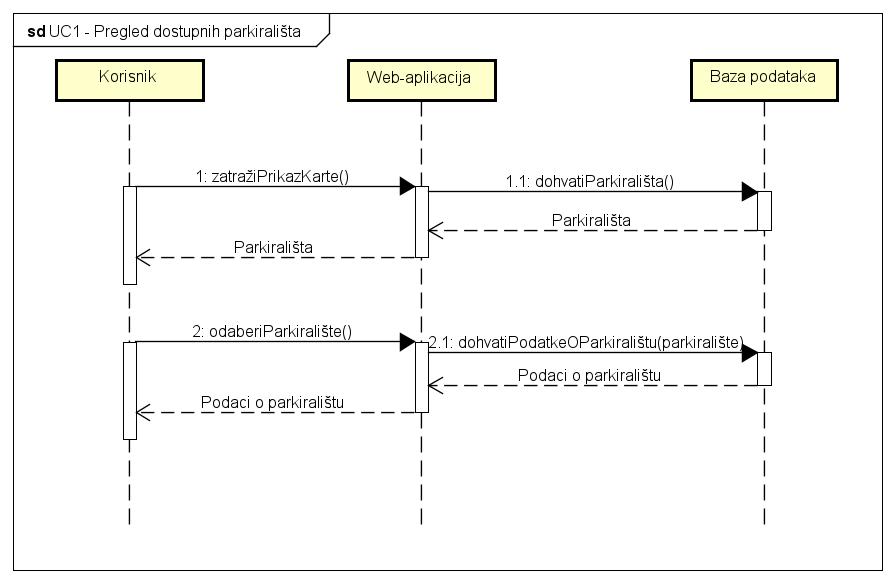 sd UC1 - Pregled dostupnih parkirališta
Korisnik
Web-aplikacija
Baza podataka
1: zatražiPrikazKarte()
1.1: dohvatiParkirališta()
Parkirališta
Parkirališta
2: odaberiParkiralište()
2.1: dohvatiPodatkeOParkiralištu(parkiralište)
Podaci o parkiralištu
Podaci o parkiralištu